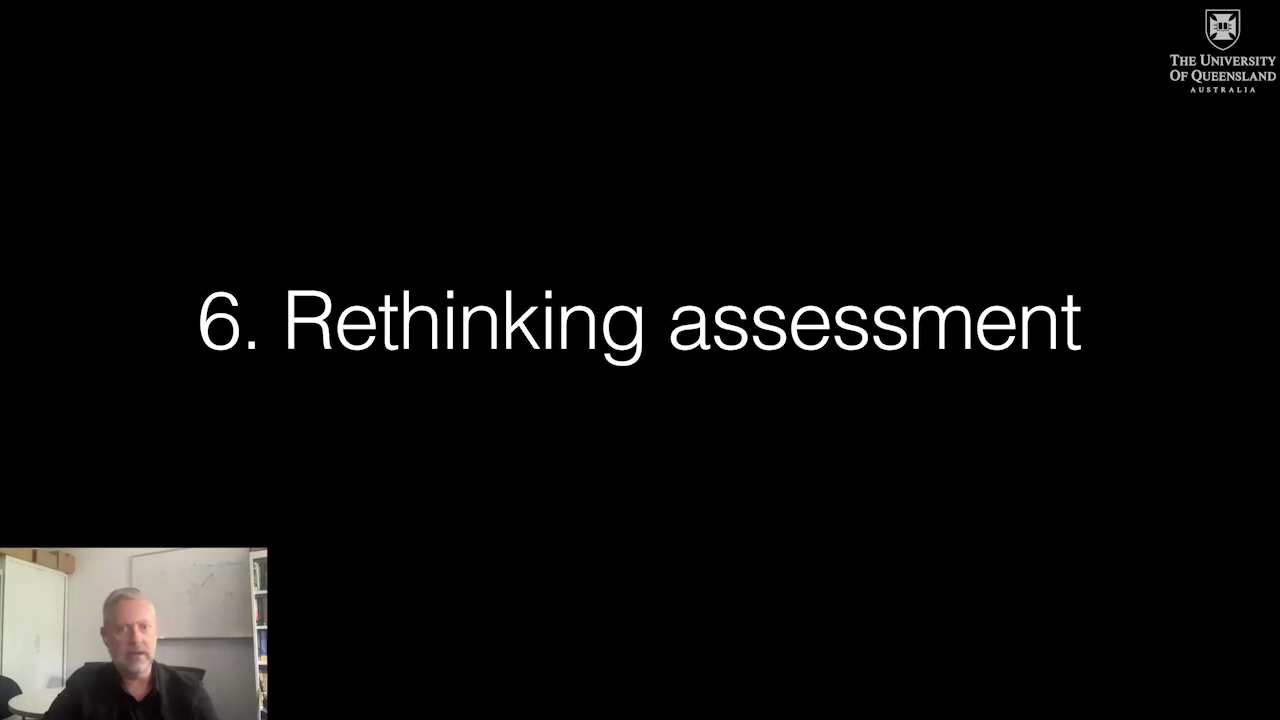 THE UNIVERSITY
OF QUEENSLAND
AUSTRALIA
6. Rethinking assessment